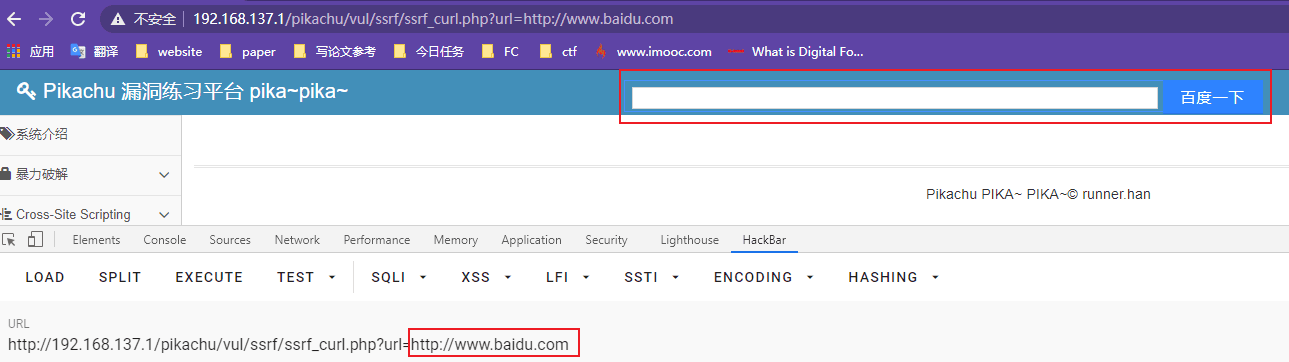 不安全 | 192.168.137.1/pikachu/vul/ssrf/ssrf_curl.php?url=http://www.baidu.com
应用 翻译 website paper 写论文参考 今日任务 FC ctf www.imooc.com What is Digital Fo...
Pikachu 漏洞练习平台 pika~pika~ 百度一下
系统介绍
暴力破解
Pikachu PIKA~ PIKA~© runner.han
Cross-Site Scripting
Elements Console Sources Network Performance Memory Application Security Lighthouse HackBar
LOAD SPLIT EXECUTE TEST SQLI XSS LFI SSTI ENCODING HASHING
URL
http://192.168.137.1/pikachu/vul/ssrf/ssrf_curl.php?url=http://www.baidu.com